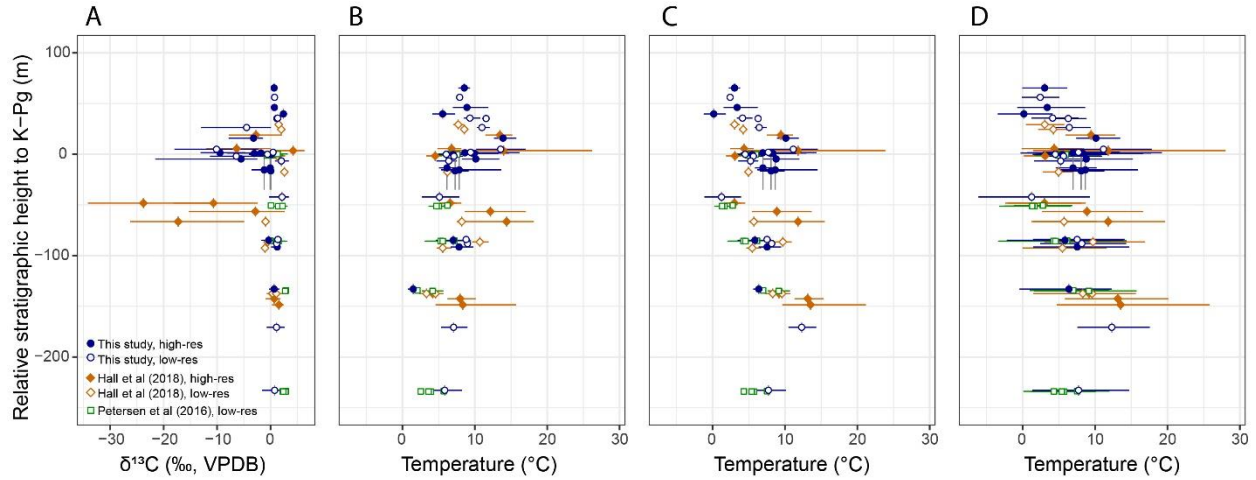 A
B
C
D
Relative stratigraphic height to K–Pg (m)
100
0
−100
−200
This study, high-res
This study, low-res
Hall et al (2018), high-res
Hall et al (2018), low-res
Petersen et al (2016), low-res
−30 −20 −10 0
0 10 20 30
0 10 20 30
0 10 20 30
δ¹³C (‰, VPDB)
Temperature (°C)
Temperature (°C)
Temperature (°C)